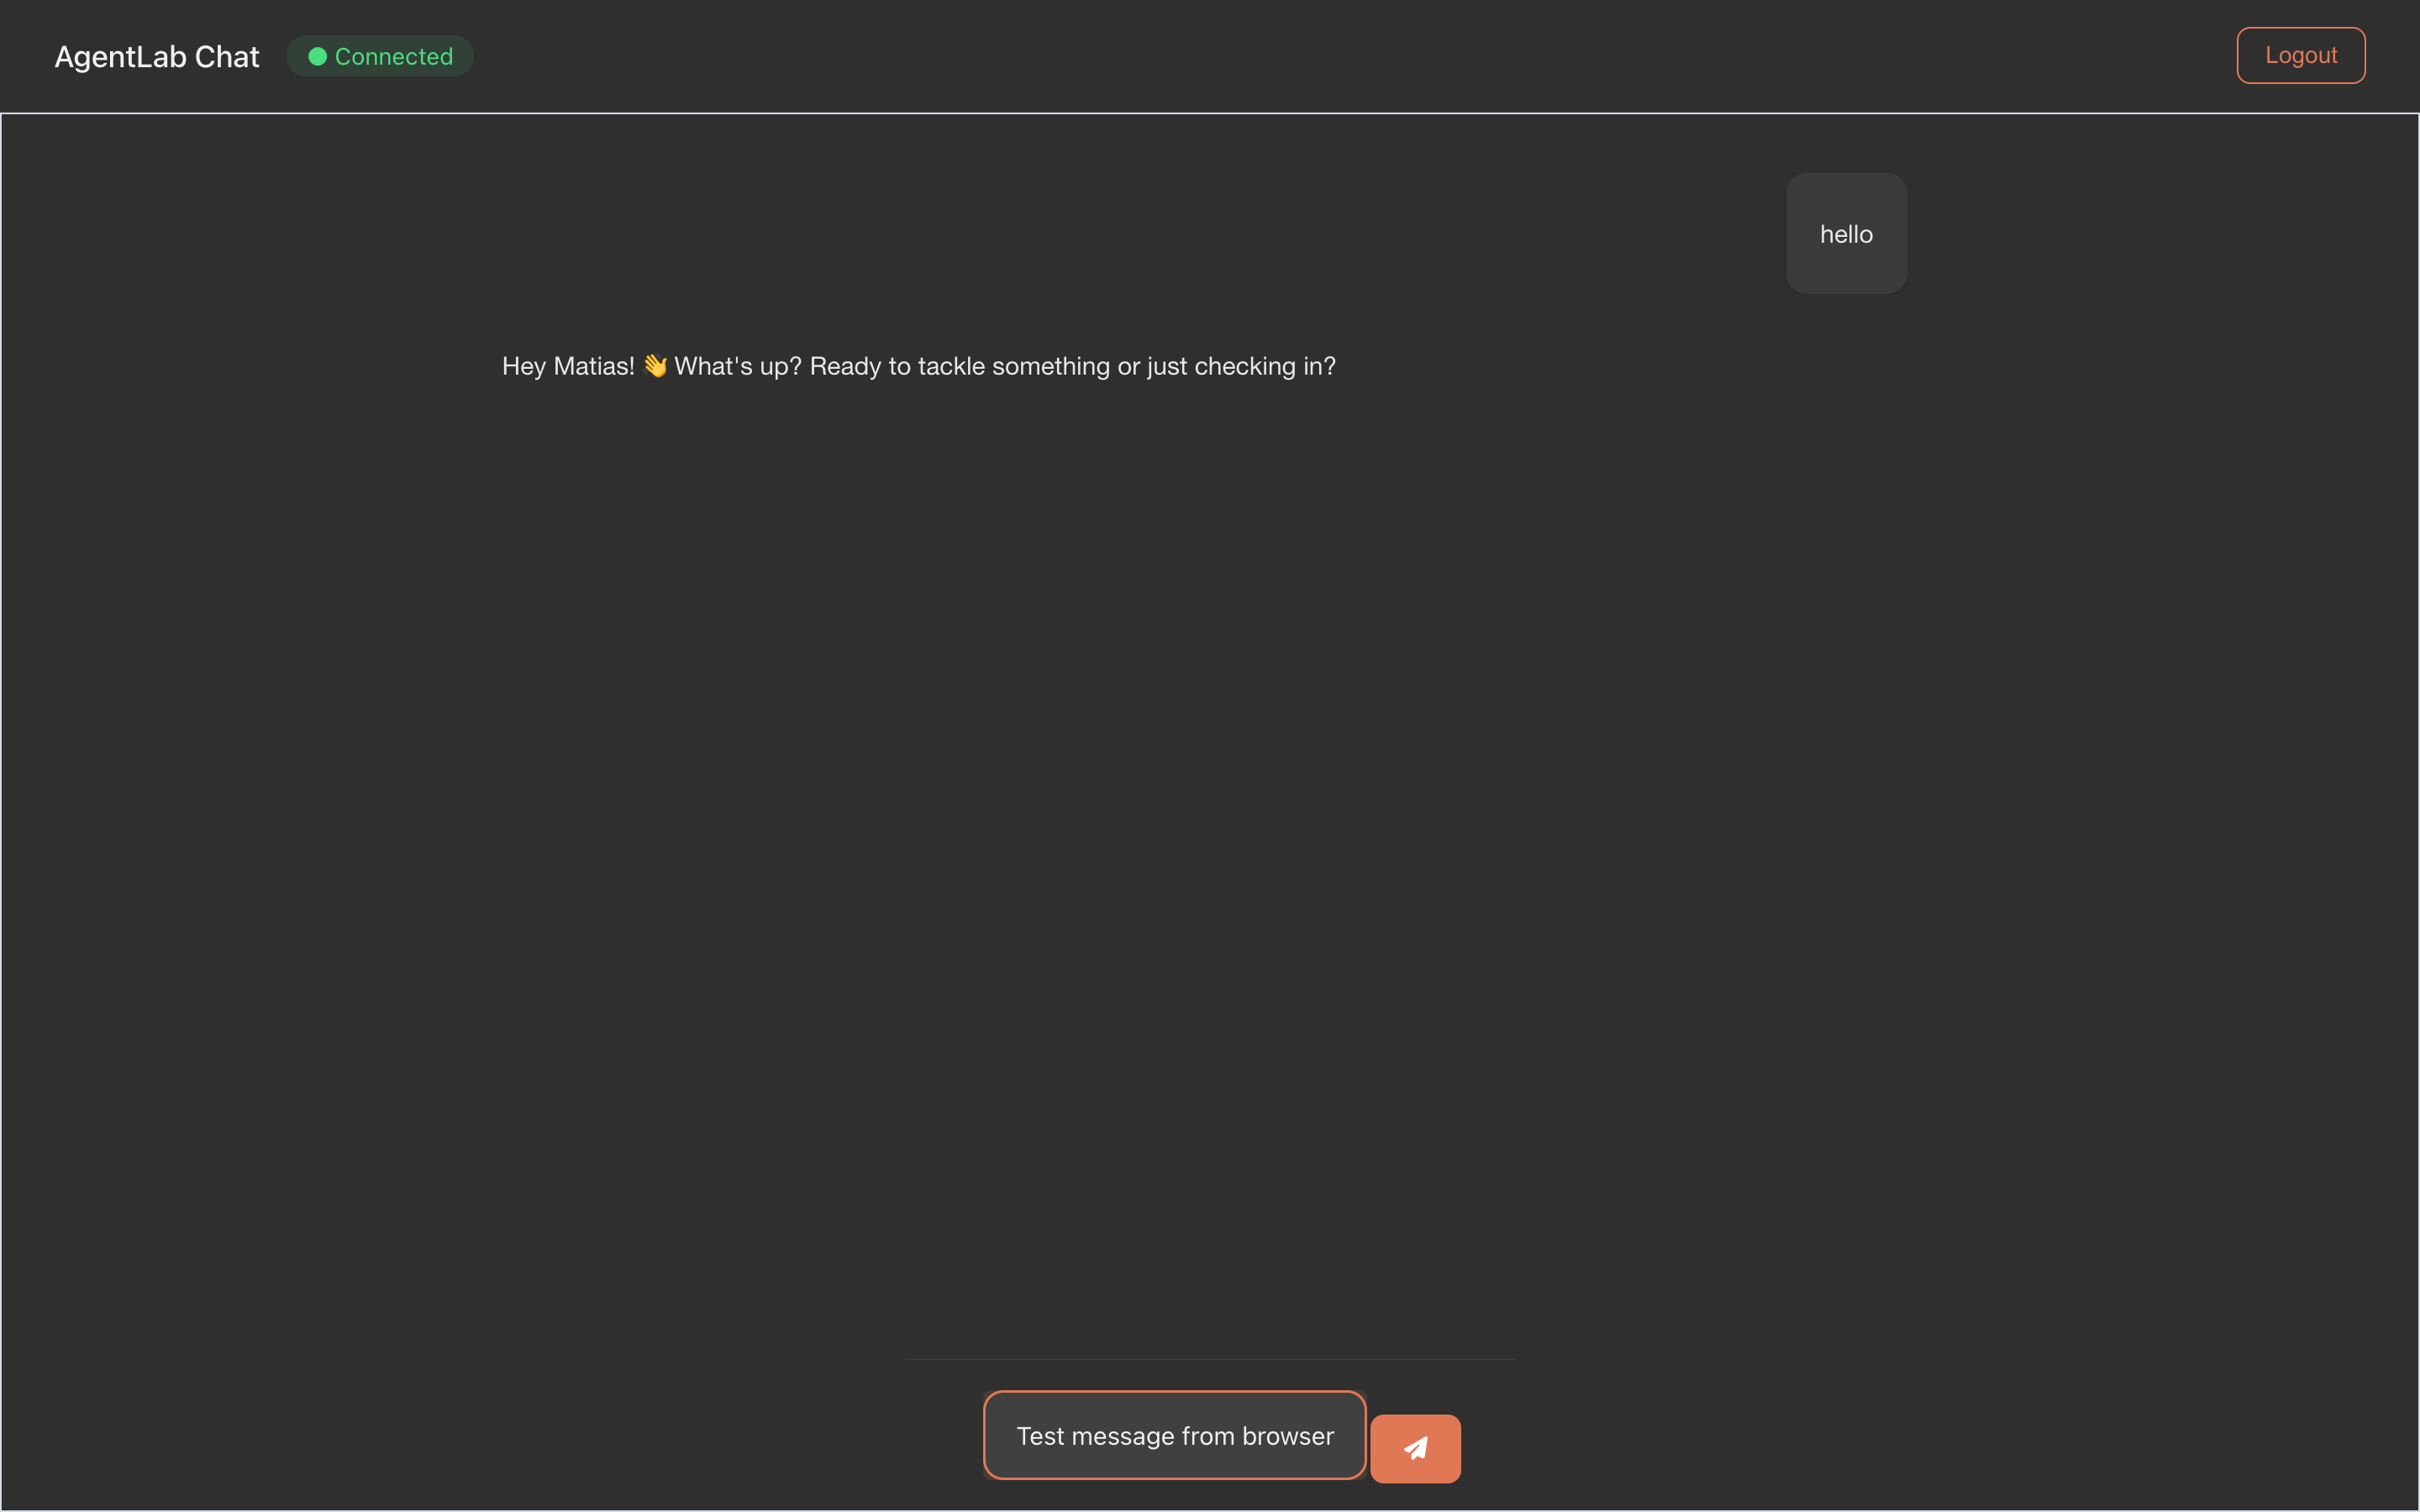 AgentLab Chat
Connected
Logout
hello
Hey Matias! 👋 What's up? Ready to tackle something or just checking in?
Test message from browser